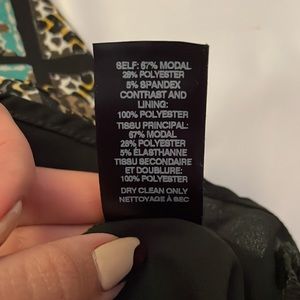 SELF: 67% MODAL
28% POLYESTER
5% SPANDEX
CONTRAST AND
LINING:
100% POLYESTER
TISSU PRINCIPAL:
67% MODAL
28% POLYESTER
5% ÉLASTHANNE
TISSU SECONDAIRE
ET DOUBLURE:
100% POLYESTER
DRY CLEAN ONLY
NETTOYAGE À SEC